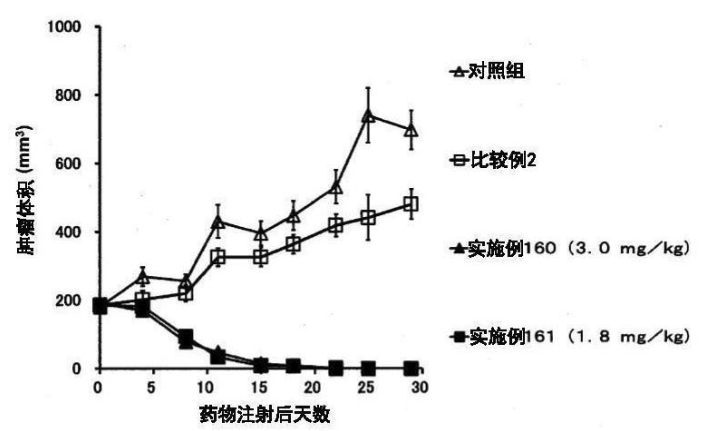 1000
800
600
400
200
0
肿瘤体积 (mm³)
0 5 10 15 20 25 30
药物注射后天数
对照组
比较例2
实施例160 (3.0 mg/kg)
实施例161 (1.8 mg/kg)